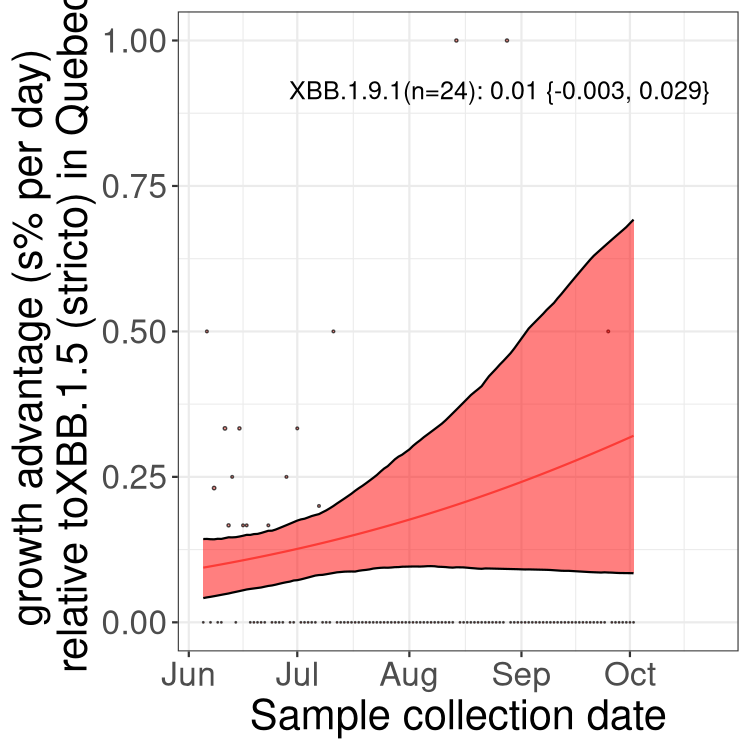 growth advantage (s% per day)
relative toXBB.1.5 (stricto) in Quebec
1.00
0.75
0.50
0.25
0.00
XBB.1.9.1(n=24): 0.01 {-0.003, 0.029}
Jun Jul Aug Sep Oct
Sample collection date